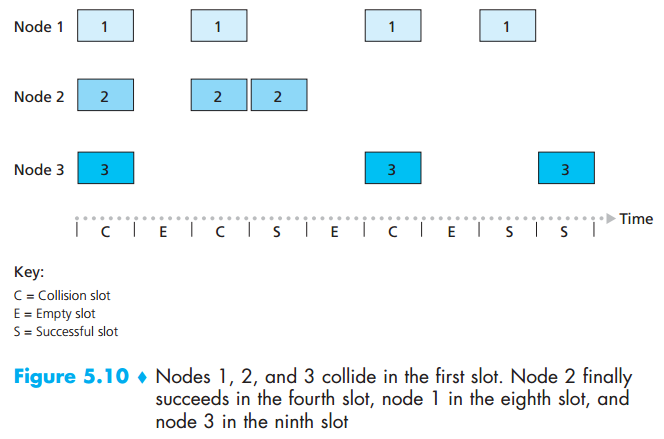 Node 1 1 1 1 1
Node 2 2 2 2
Node 3 3 3 3
Time
C E C S E C E S S
Key:
C = Collision slot
E = Empty slot
S = Successful slot
Figure 5.10 ♦ Nodes 1, 2, and 3 collide in the first slot. Node 2 finally
succeeds in the fourth slot, node 1 in the eighth slot, and
node 3 in the ninth slot